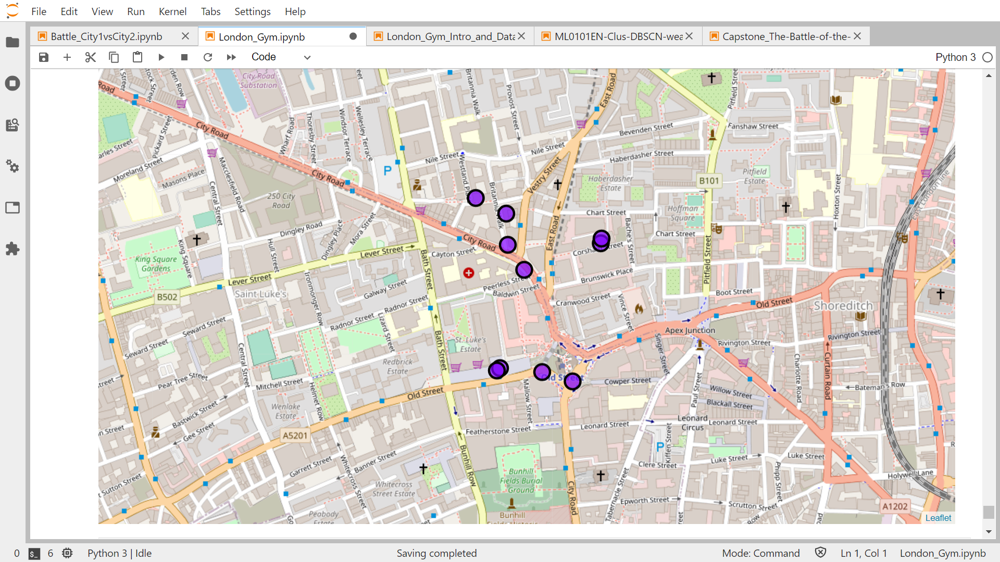 File Edit View Run Kernel Tabs Settings Help
Battle_City1vsCity2.ipynb
London_Gym.ipynb
London_Gym_Intro_and_Data
ML0101EN-Clus-DBSCN-wea
Capstone_The-Battle-of-the-
Code
Python 3
City Road
Substation
Britannia Walk
Provost Street
East Road
Pitfield Street
Road
City Road
Pickard Street
Wharf Road
Thoresby Street
Windsor Terrace
Wellesley Terrace
Bevenden Street
Fanshaw Street
arles Street
Moreland Street
Masons Place
Macclesfield Road
Nile Street
Nile Street
Haberdasher Street
P
City Road
Vestry Street
Haberdasher
Estate
B101
Pitfield
Estate
Hoxton Street
East London line
Central Street
250 City
Road
Chart Street
Hoffman
Square
Dingley Road
Dingley Place
Mora Street
East Road
Bache's Street
Chart Street
City Road
King Square
Gardens
King Square
Hull Street
Lever Street
Cayton Street
Pitfield Street
Lever Street
Ironmonger Row
Bath Street
Brunswick Place
Galway Street
Baldwin Street
Boot Street
B502
Saint Luke's
Radnor Street
Cranwood Street
Vince Street
Old Street
Shoreditch
Seward Street
Radnor Street
Lizard Street
Apex Junction
Rivington Street
Seward Street
Central Street
Bath Street
St. Luke's
Estate
Singer Street
Rivington Street
Redbrick
Estate
Charlotte Road
Curtain Road
Pear Tree Street
Mitchell Street
Helmet Row
Old Street
Mallow Street
Cowper Street
Paul Street
Willow Street
Bateman's Row
Wenlake
Estate
Blackall Street
Bastwick Street
Gee Street
A5201
Featherstone Street
Leonard Street
Leonard
Circus
Leonard Street
P
Kiffen Street
Garrett Street
Banner Street
Bunhill Row
Clere Street
Luke Street
Luke Street
Whitecross Street
Whitecross
Street Estate
Bunhill
Fields Burial
Ground
City Road
Tabernacle Street
Phipp Street
Holywell Lane
Sutton Street
Epworth Street
Scrutton Street
A1202
Peabody
Estate
Bunhill
Leaflet
0 6 Python 3 | Idle Saving completed Mode: Command Ln 1, Col 1 London_Gym.ipynb